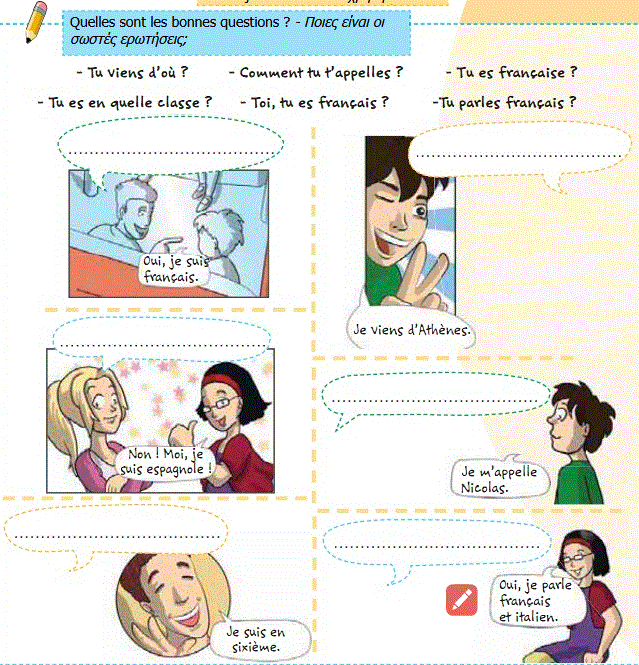 Quelles sont les bonnes questions ? - Ποιες είναι οι
σωστές ερωτήσεις;
- Tu viens d'où ? - Comment tu t'appelles ? - Tu es française ?
- Tu es en quelle classe ? - Toi, tu es français ? -Tu parles français ?
Oui, je suis
français.
Je viens d'Athènes.
Non ! Moi, je
suis espagnole !
Je m'appelle
Nicolas.
Je suis en
sixième.
Oui, je parle
français
et italien.